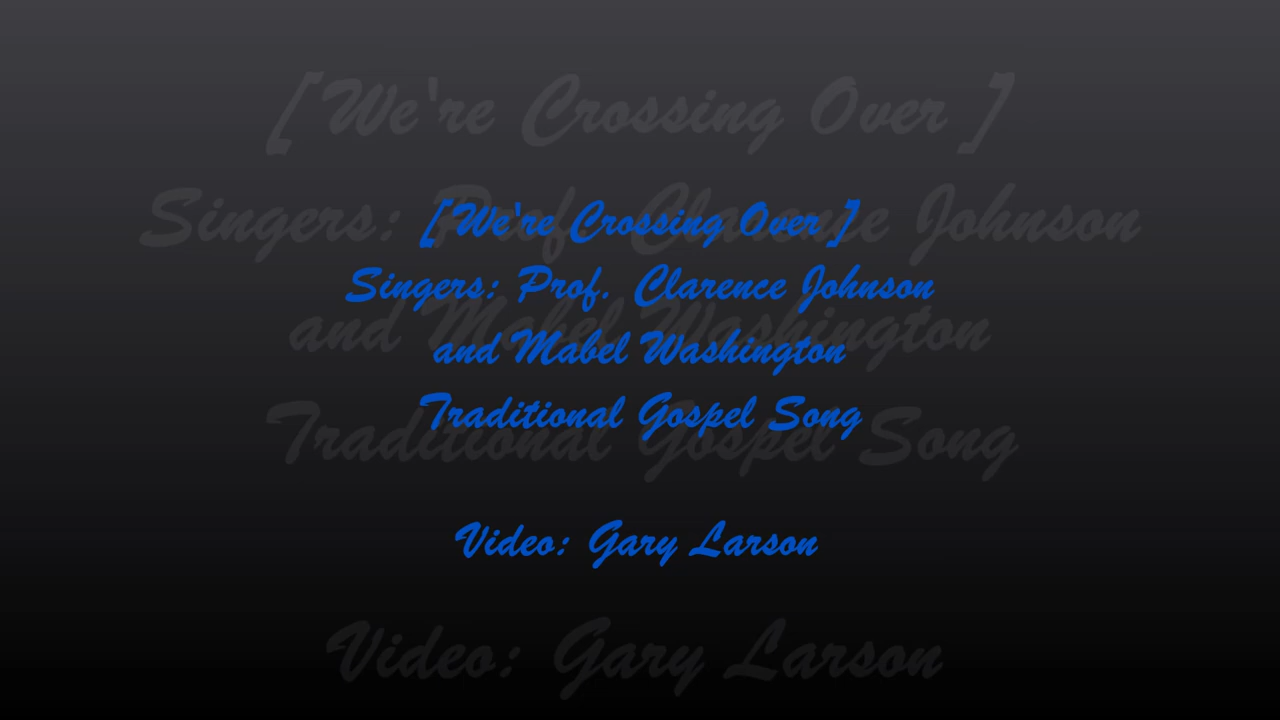 [We're Crossing Over ]
Singers: Prof. Clarence Johnson
and Mabel Washington
Traditional Gospel Song
Video: Gary Larson